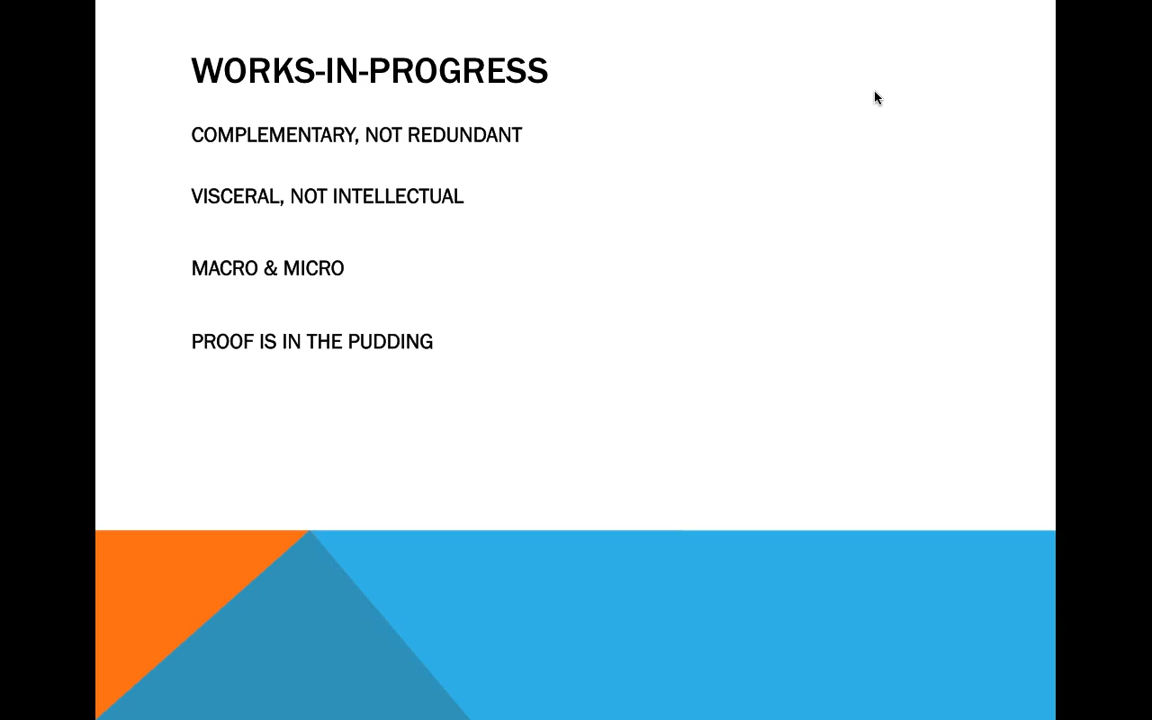 WORKS-IN-PROGRESS
COMPLEMENTARY, NOT REDUNDANT
VISCERAL, NOT INTELLECTUAL
MACRO & MICRO
PROOF IS IN THE PUDDING